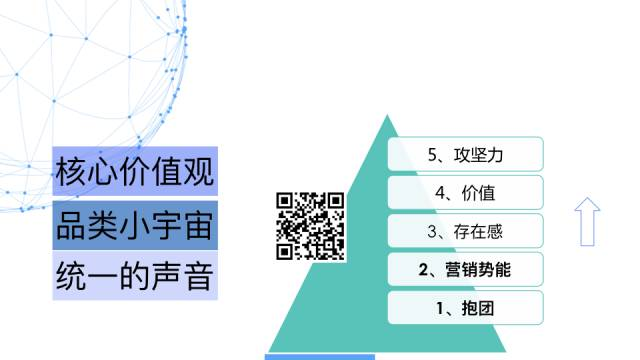 核心价值观
品类小宇宙
统一的声音
5、攻坚力
4、价值
3、存在感
2、营销势能
1、抱团